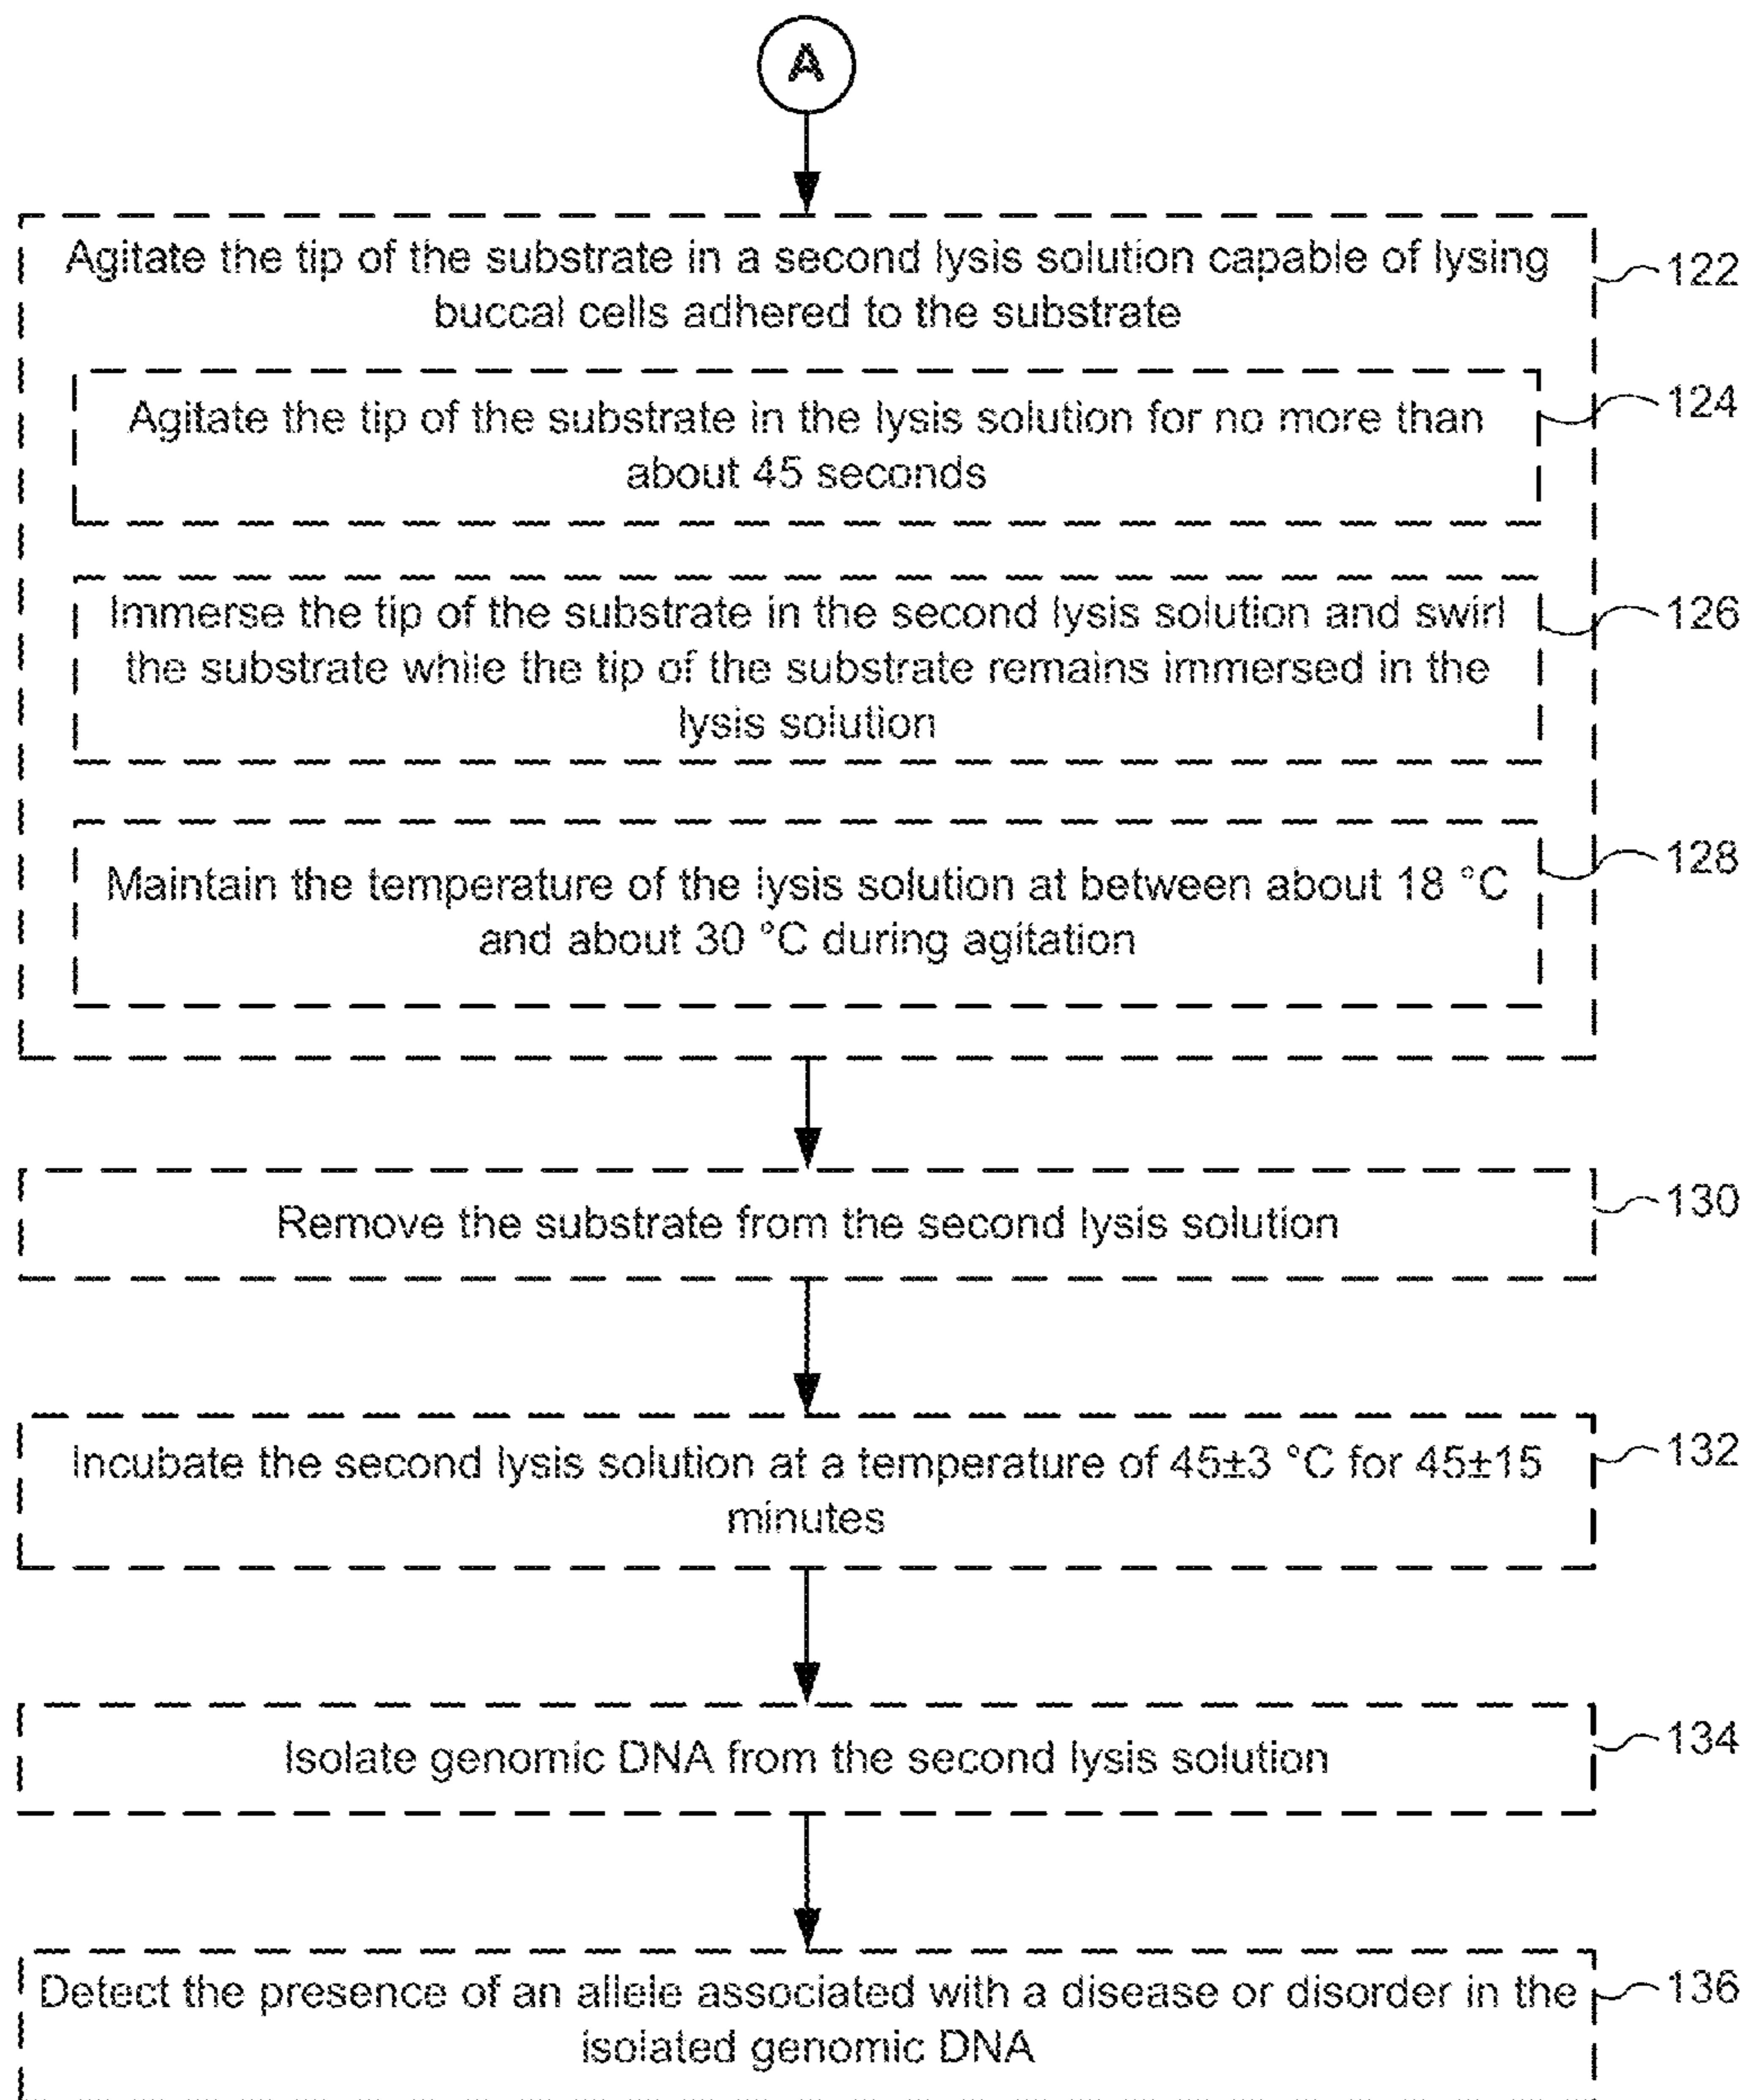 A
Agitate the tip of the substrate in a second lysis solution capable of lysing
buccal cells adhered to the substrate
122
Agitate the tip of the substrate in the lysis solution for no more than
about 45 seconds
124
Immerse the tip of the substrate in the second lysis solution and swirl
the substrate while the tip of the substrate remains immersed in the
lysis solution
126
Maintain the temperature of the lysis solution at between about 18 °C
and about 30 °C during agitation
128
Remove the substrate from the second lysis solution
130
Incubate the second lysis solution at a temperature of 45±3 °C for 45±15
minutes
132
Isolate genomic DNA from the second lysis solution
134
Detect the presence of an allele associated with a disease or disorder in the
isolated genomic DNA
136